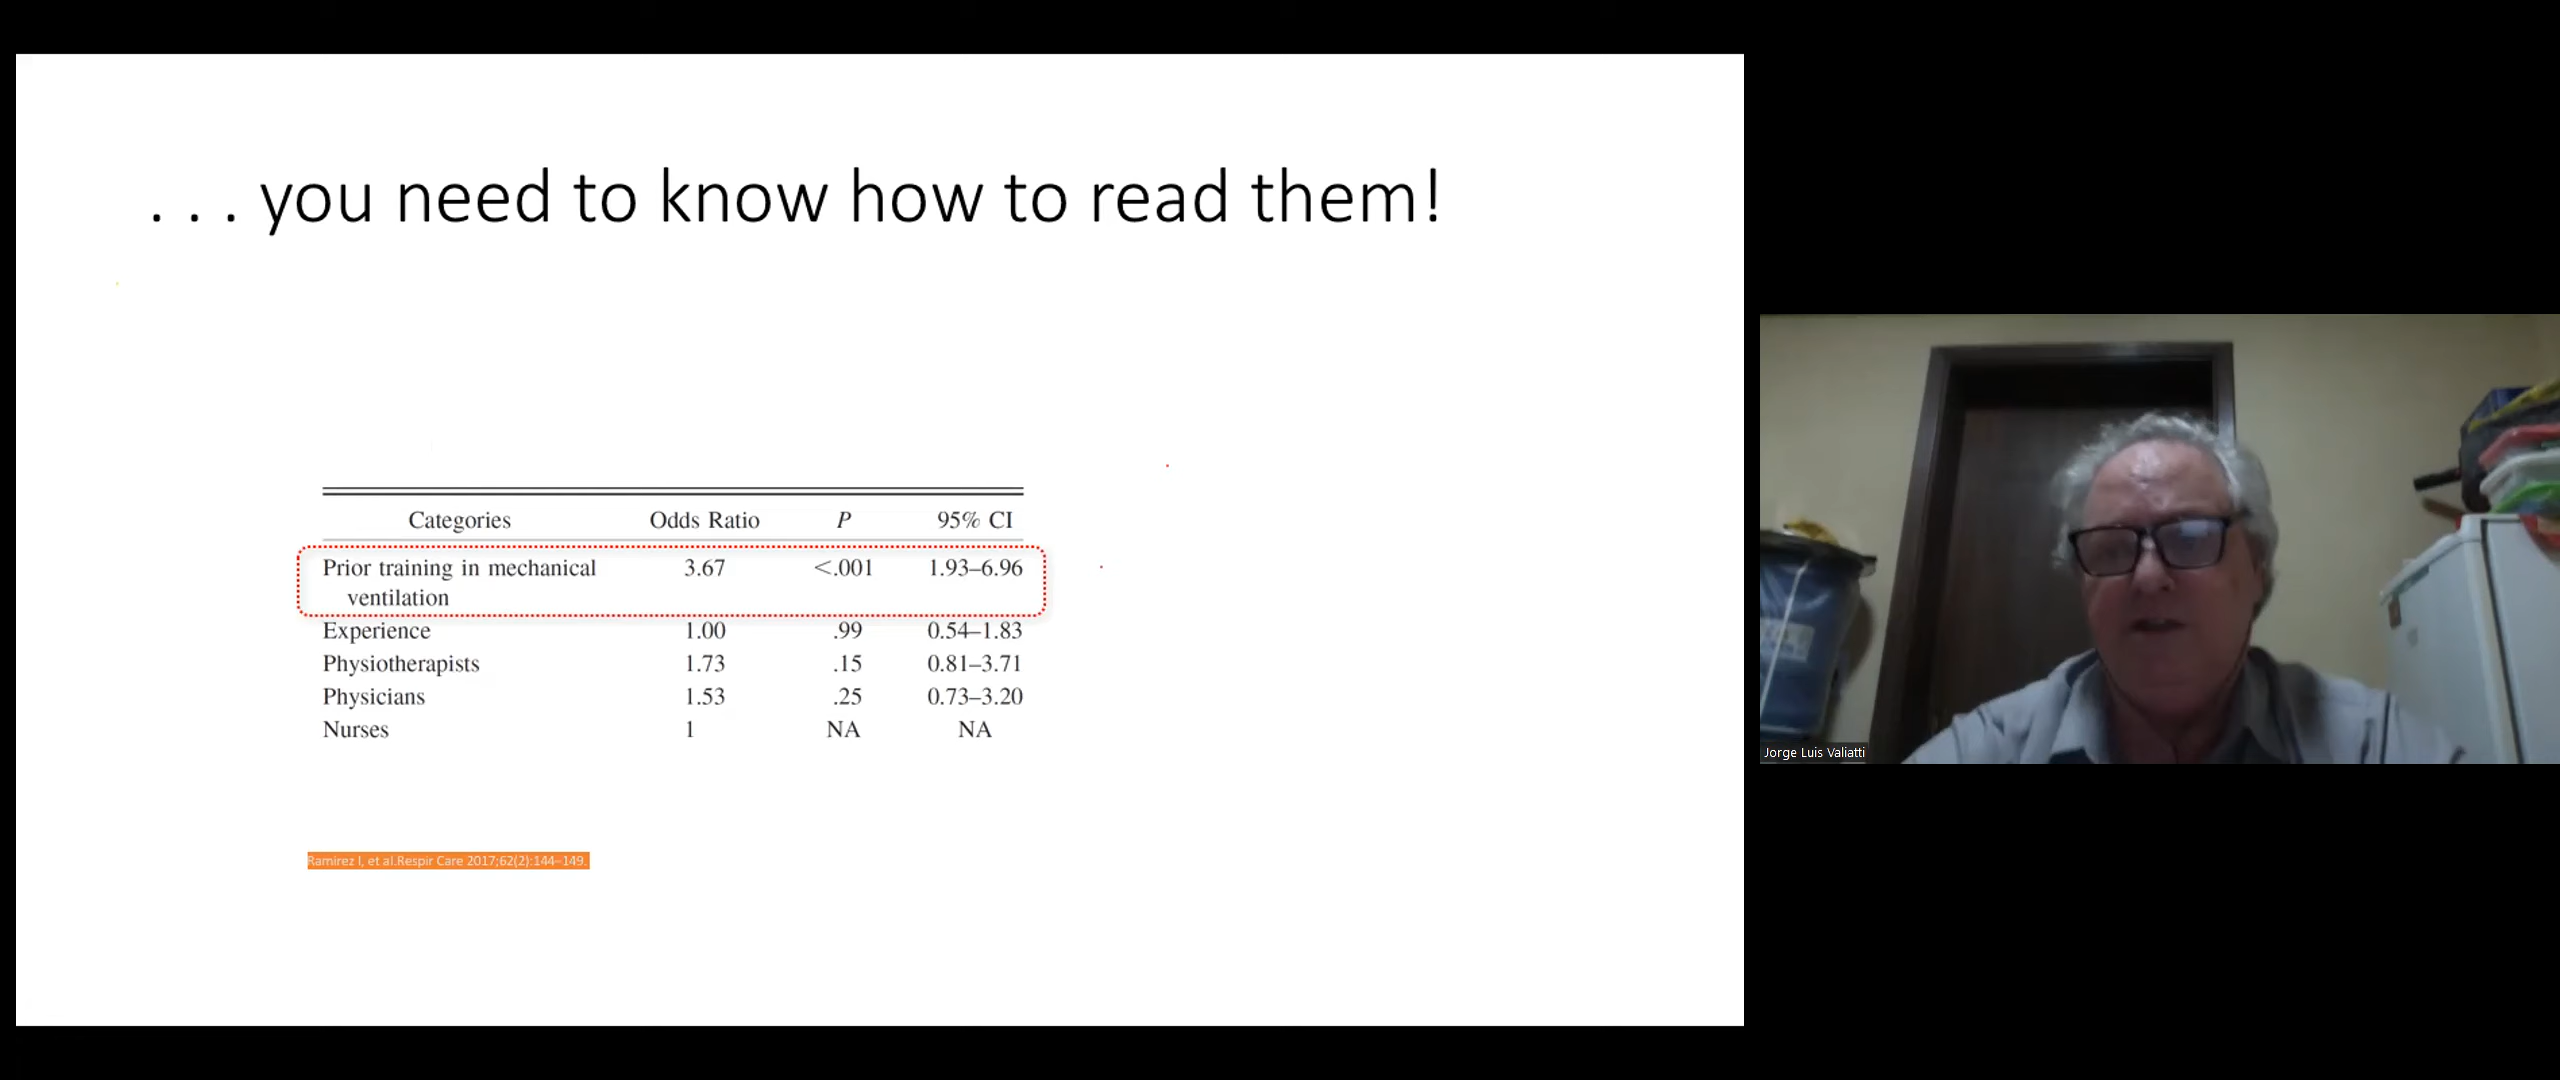 . . . you need to know how to read them!
Categories Odds Ratio P 95% CI
Prior training in mechanical 3.67 <.001 1.93–6.96
ventilation
Experience 1.00 .99 0.54–1.83
Physiotherapists 1.73 .15 0.81–3.71
Physicians 1.53 .25 0.73–3.20
Nurses 1 NA NA
Ramirez I, et al.Respir Care 2017;62(2):144–149.
Jorge Luis Valiatti